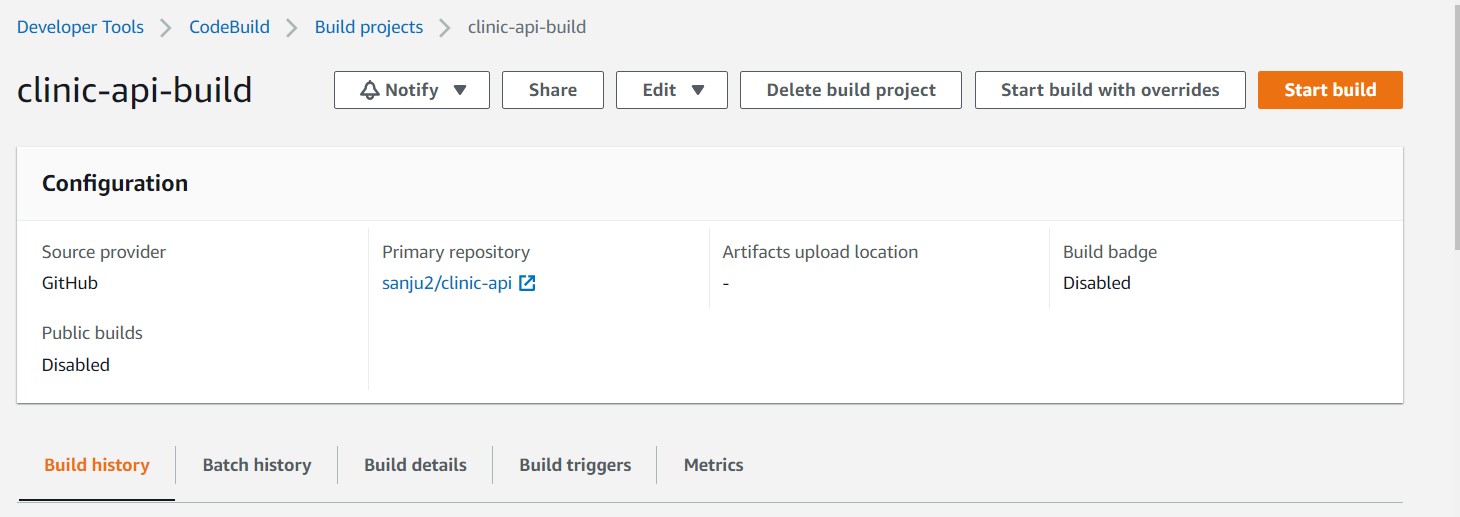 Developer Tools > CodeBuild > Build projects > clinic-api-build
clinic-api-build Notify Share Edit Delete build project Start build with overrides Start build
Configuration
Source provider Primary repository Artifacts upload location Build badge
GitHub sanju2/clinic-api - Disabled
Public builds
Disabled
Build history Batch history Build details Build triggers Metrics